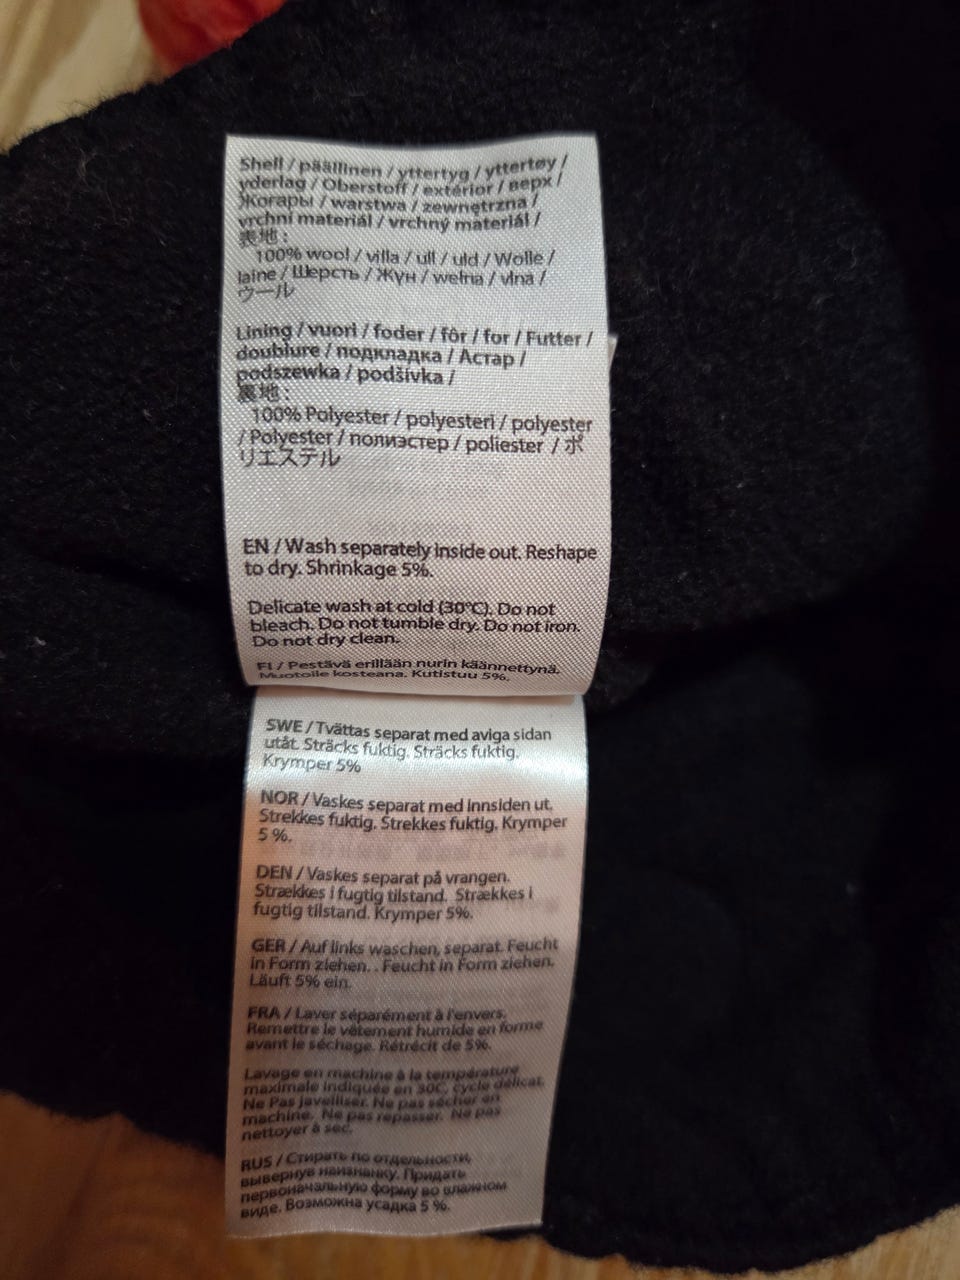 Shell / päällinen / yttertyg / yttertøy /
yderlag / Oberstoff / extérior / верх /
Жоғары / warstwa / zewnętrzna /
vrchní materiál / vrchný materiál /
表地 :
100% wool / villa / ull / uld / Wolle /
laine / Шерсть / Жүн / wełna / vlna /
ウール
Lining / vuori / foder / fôr / for / Futter /
doublure / подкладка / Астар /
podszewka / podšívka /
裏地 :
100% Polyester / polyesteri / polyester
/ Polyester / полиэстер / poliester / ポ
リエステル
EN / Wash separately inside out. Reshape
to dry. Shrinkage 5%.
Delicate wash at cold (30°C). Do not
bleach. Do not tumble dry. Do not iron.
Do not dry clean.
FI / Pestävä erillään nurin käännettynä.
Muotoile kosteana. Kutistuu 5%.
SWE / Tvättas separat med aviga sidan
utåt. Sträcks fuktig. Sträcks fuktig.
Krymper 5%
NOR / Vaskes separat med innsiden ut.
Strekkes fuktig. Strekkes fuktig. Krymper
5 %.
DEN / Vaskes separat på vrangen.
Strækkes i fugtig tilstand. Strækkes i
fugtig tilstand. Krymper 5%.
GER / Auf links waschen, separat. Feucht
in Form ziehen. . Feucht in Form ziehen.
Läuft 5% ein.
FRA / Laver séparément à l'envers.
Remettre le vêtement humide en forme
avant le séchage. Rétrécit de 5%.
Lavage en machine à la température
maximale indiquée en 30C, cycle délicat.
Ne Pas javelliser. Ne pas sécher en
machine. Ne pas repasser. Ne pas
nettoyer à sec.
RUS / Стирать по отдельности,
вывернув наизнанку. Придать
первоначальную форму во влажном
виде. Возможна усадка 5 %.